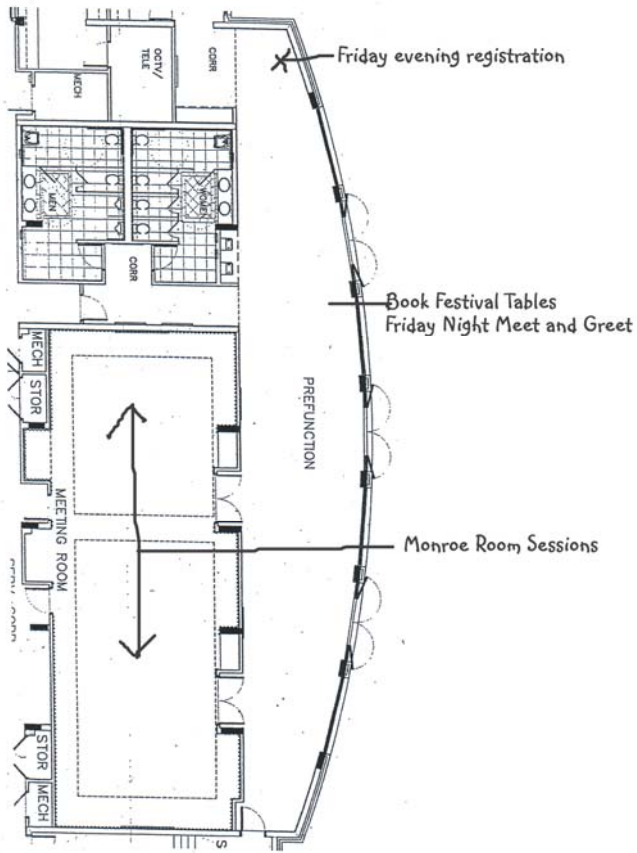 Friday evening registration
OCTV/
TELE
CORR
MECH
MEN
WOMEN
CORR
Book Festival Tables
Friday Night Meet and Greet
MECH
STOR
PREFUNCTION
MEETING ROOM
Monroe Room Sessions
STOR
MECH
S